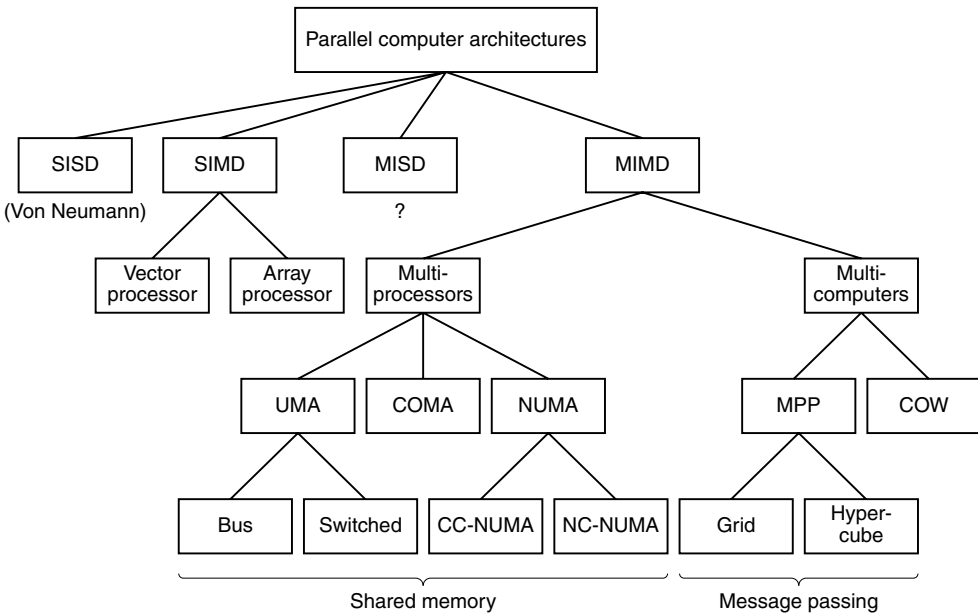 Parallel computer architectures
SISD
SIMD
MISD
MIMD
(Von Neumann)
?
Vector
processor
Array
processor
Multi-
processors
Multi-
computers
UMA
COMA
NUMA
MPP
COW
Bus
Switched
CC-NUMA
NC-NUMA
Grid
Hyper-
cube
Shared memory
Message passing